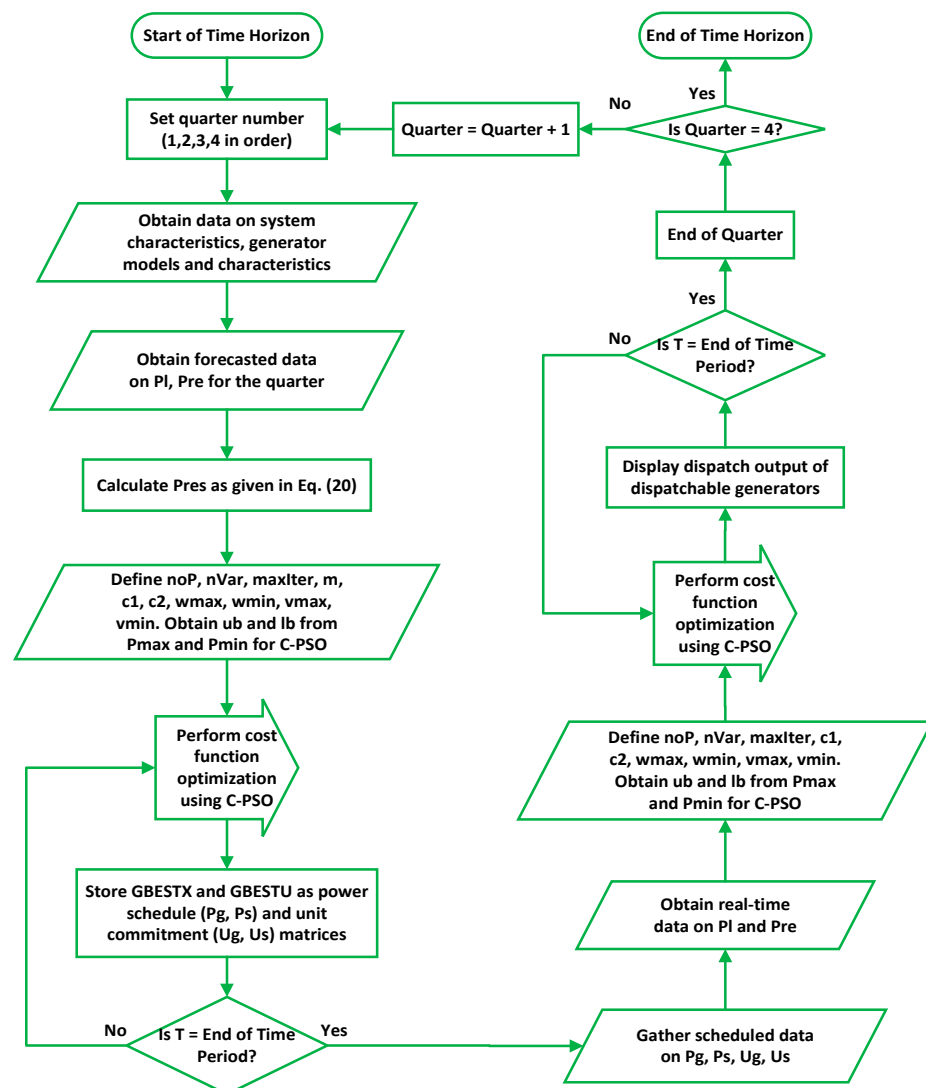 Start of Time Horizon
Set quarter number
(1,2,3,4 in order)
Obtain data on system
characteristics, generator
models and characteristics
Obtain forecasted data
on Pl, Pre for the quarter
Calculate Pres as given in Eq. (20)
Define noP, nVar, maxIter, m,
c1, c2, wmax, wmin, vmax,
vmin. Obtain ub and lb from
Pmax and Pmin for C-PSO
Perform cost
function
optimization
using C-PSO
Store GBESTX and GBESTU as power
schedule (Pg, Ps) and unit
commitment (Ug, Us) matrices
No
Is T = End of Time
Period?
Yes
Gather scheduled data
on Pg, Ps, Ug, Us
Obtain real-time
data on Pl and Pre
Define noP, nVar, maxIter, c1,
c2, wmax, wmin, vmax, vmin.
Obtain ub and lb from Pmax
and Pmin for C-PSO
Perform cost
function
optimization
using C-PSO
Display dispatch output of
dispatchable generators
No
Is T = End of Time
Period?
Yes
End of Quarter
Is Quarter = 4?
No
Quarter = Quarter + 1
Yes
End of Time Horizon